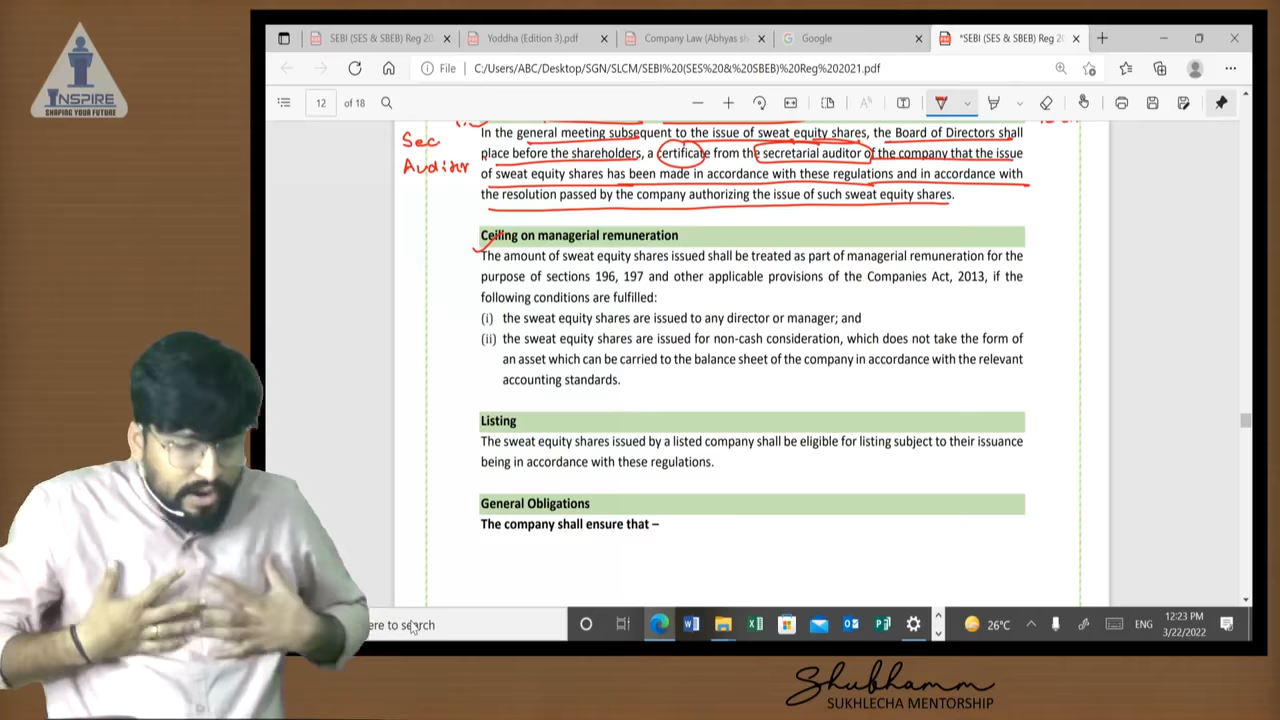 INSPIRE
SHAPING YOUR FUTURE
SEBI (SES & SBEB) Reg 20
Yoddha (Edition 3).pdf
Company Law (Abhyas sh
Google
*SEBI (SES & SBEB) Reg 2
File
C:/Users/ABC/Desktop/SGN/SLCM/SEBI%20(SES%20&%20SBEB)%20Reg%202021.pdf
12 of 18
Sec
Auditor
In the general meeting subsequent to the issue of sweat equity shares, the Board of Directors shall
place before the shareholders, a certificate from the secretarial auditor of the company that the issue
of sweat equity shares has been made in accordance with these regulations and in accordance with
the resolution passed by the company authorizing the issue of such sweat equity shares.
Ceiling on managerial remuneration
The amount of sweat equity shares issued shall be treated as part of managerial remuneration for the
purpose of sections 196, 197 and other applicable provisions of the Companies Act, 2013, if the
following conditions are fulfilled:
(i) the sweat equity shares are issued to any director or manager; and
(ii) the sweat equity shares are issued for non-cash consideration, which does not take the form of
an asset which can be carried to the balance sheet of the company in accordance with the relevant
accounting standards.
Listing
The sweat equity shares issued by a listed company shall be eligible for listing subject to their issuance
being in accordance with these regulations.
General Obligations
The company shall ensure that –
ere to search
26°C
ENG
12:23 PM
3/22/2022
Shubhamm
SUKHLECHA MENTORSHIP